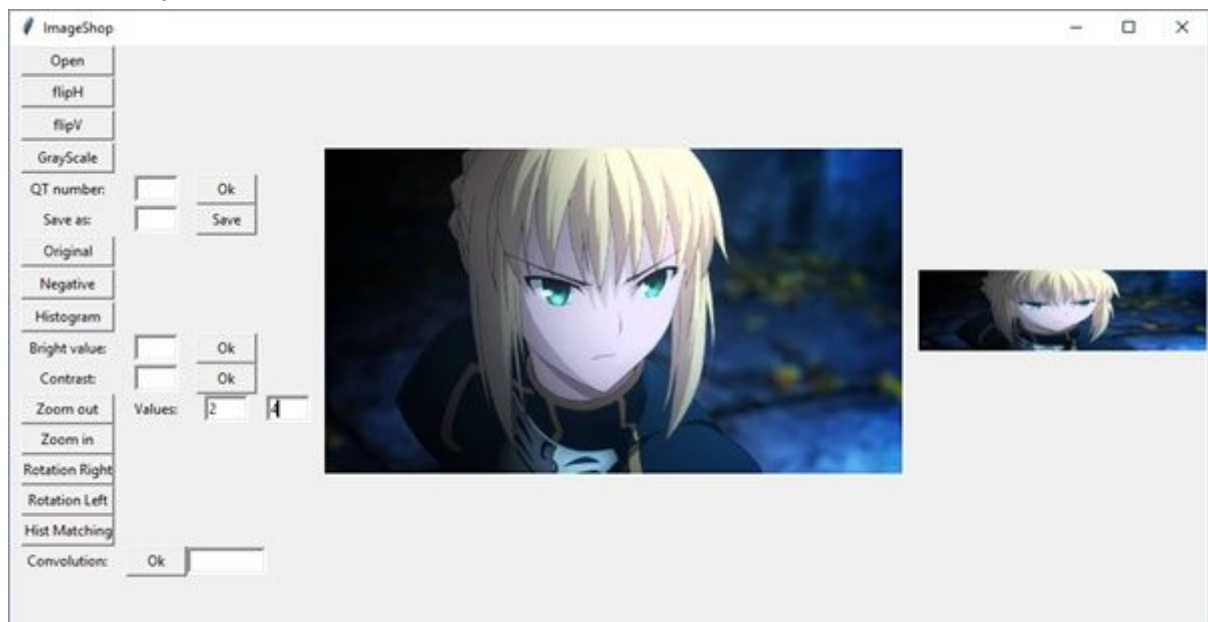 ImageShop
Open
flipH
flipV
GrayScale
QT number: Ok
Save as: Save
Original
Negative
Histogram
Bright value: Ok
Contrast: Ok
Zoom out Values: 2 4
Zoom in
Rotation Right
Rotation Left
Hist Matching
Convolution: Ok